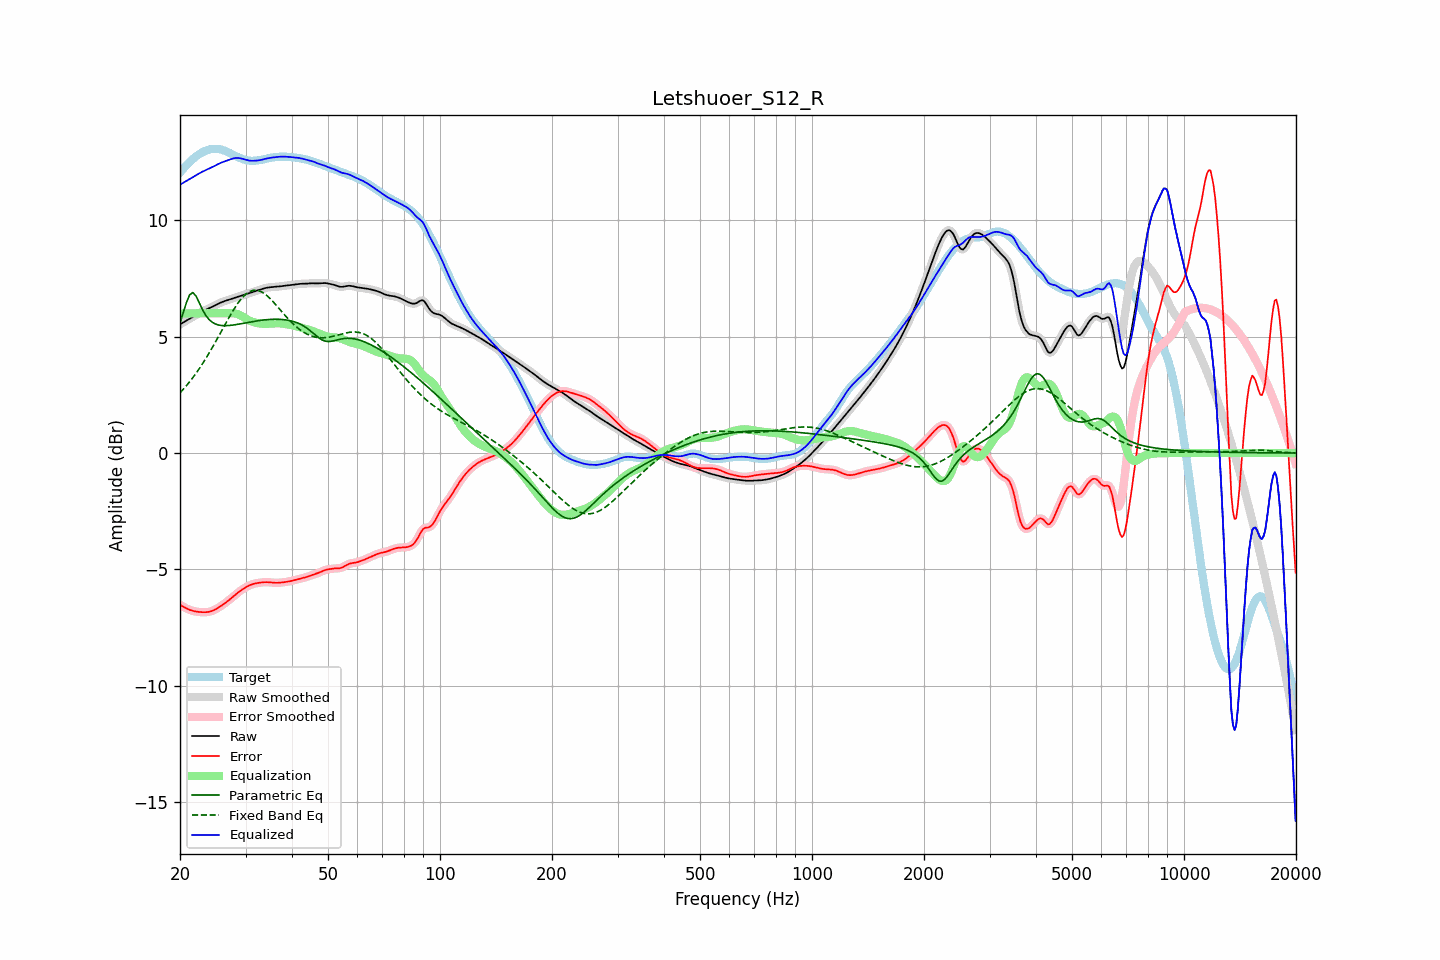 Letshuoer_S12_R
Amplitude (dBr)
10
5
0
−5
−10
−15
Target
Raw Smoothed
Error Smoothed
Raw
Error
Equalization
Parametric Eq
Fixed Band Eq
Equalized
20 50 100 200 500 1000 2000 5000 10000 20000
Frequency (Hz)